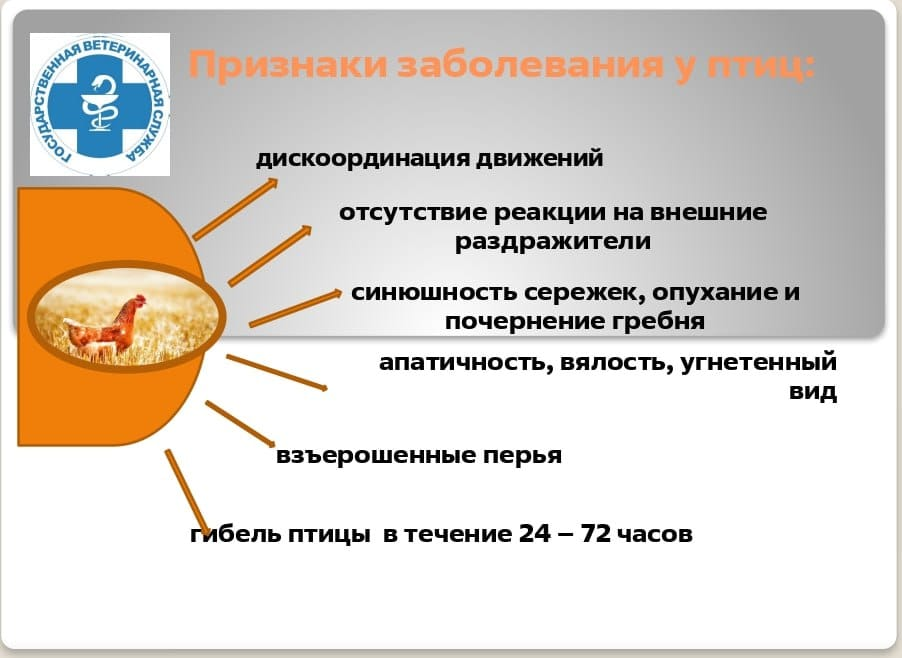 ГОСУДАРСТВЕННАЯ ВЕТЕРИНАРНАЯ СЛУЖБА
Признаки заболевания у птиц:
дискоординация движений
отсутствие реакции на внешние
раздражители
синюшность сережек, опухание и
почернение гребня
апатичность, вялость, угнетенный
вид
взъерошенные перья
гибель птицы в течение 24 – 72 часов